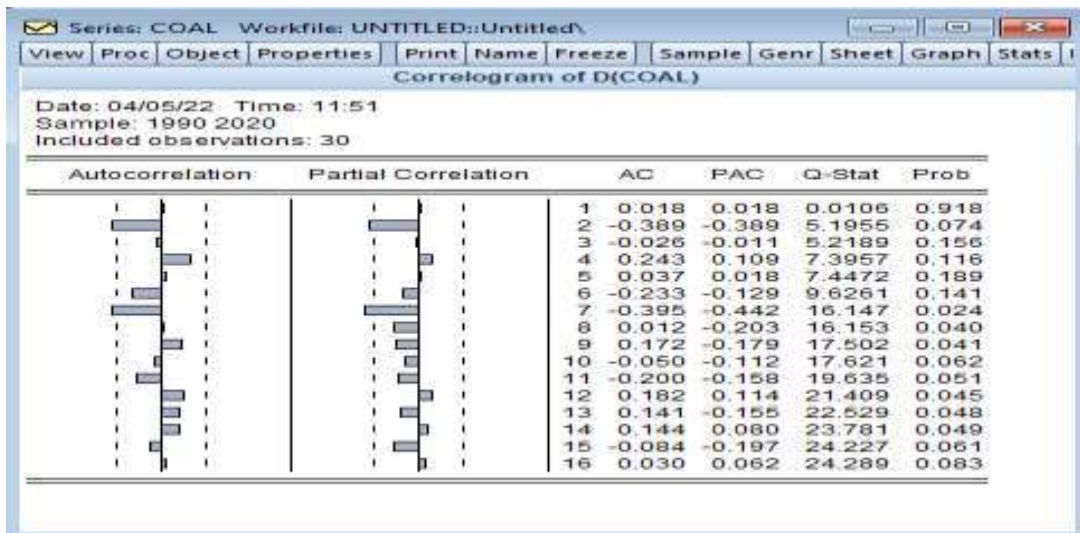 Series: COAL Workfile: UNTITLED::Untitled\
View Proc Object Properties Print Name Freeze Sample Genr Sheet Graph Stats
Correlogram of D(COAL)
Date: 04/05/22 Time: 11:51
Sample: 1990 2020
Included observations: 30
Autocorrelation Partial Correlation AC PAC Q-Stat Prob
1 0.018 0.018 0.0106 0.918
2 -0.389 -0.389 5.1955 0.074
3 -0.026 -0.011 5.2189 0.156
4 0.243 0.109 7.3957 0.116
5 0.037 0.018 7.4472 0.189
6 -0.233 -0.129 9.6261 0.141
7 -0.395 -0.442 16.147 0.024
8 0.012 -0.203 16.153 0.040
9 0.172 -0.179 17.502 0.041
10 -0.050 -0.112 17.621 0.062
11 -0.200 -0.158 19.635 0.051
12 0.182 0.114 21.409 0.045
13 0.141 -0.155 22.529 0.048
14 0.144 0.080 23.781 0.049
15 -0.084 -0.197 24.227 0.061
16 0.030 0.062 24.289 0.083